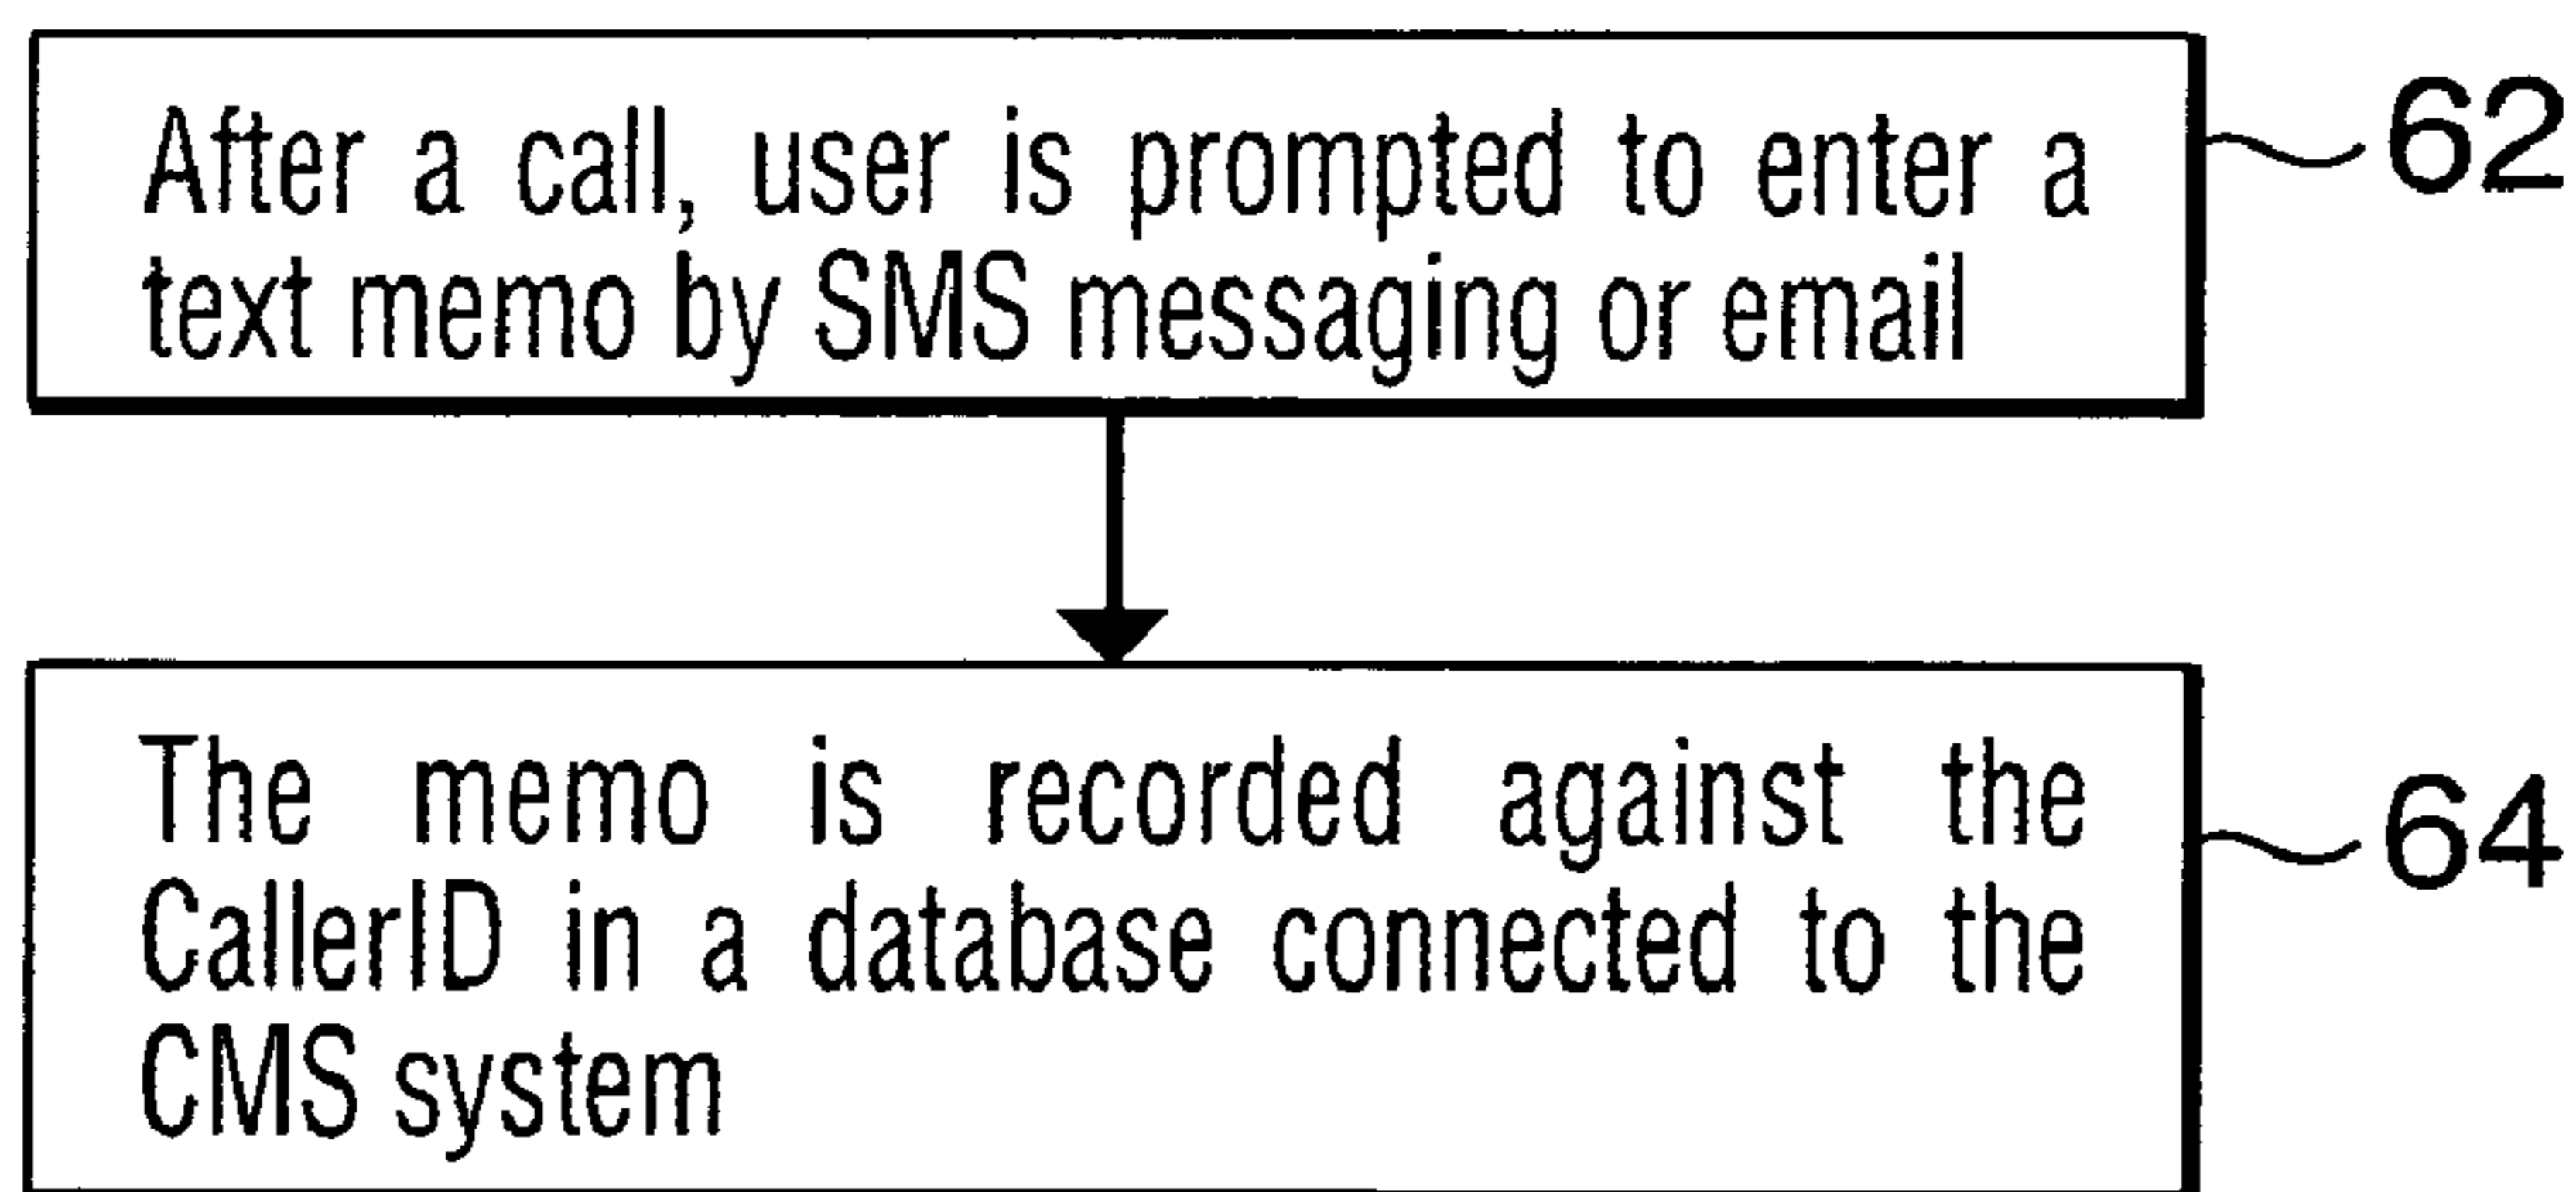 After a call, user is prompted to enter a
text memo by SMS messaging or email
62
The memo is recorded against the
CallerID in a database connected to the
CMS system
64